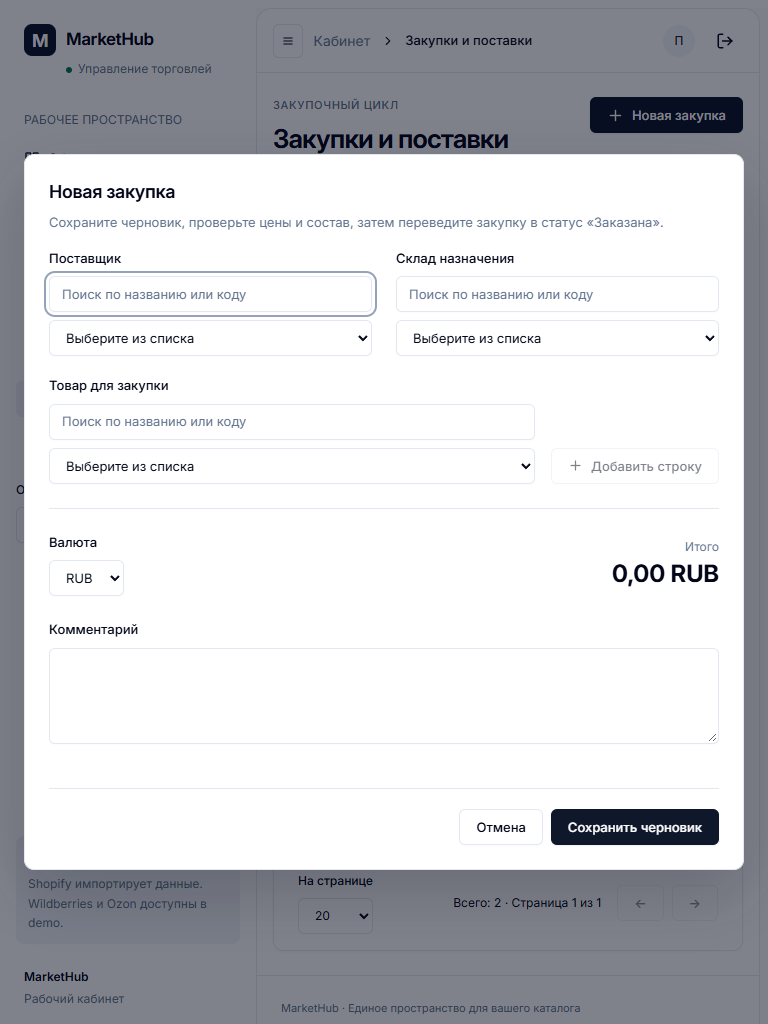 M MarketHub
Управление торговлей
РАБОЧЕЕ ПРОСТРАНСТВО
Кабинет > Закупки и поставки
П
ЗАКУПОЧНЫЙ ЦИКЛ
Закупки и поставки
+ Новая закупка
Новая закупка
Сохраните черновик, проверьте цены и состав, затем переведите закупку в статус «Заказана».
Поставщик
Поиск по названию или коду
Выберите из списка
Склад назначения
Поиск по названию или коду
Выберите из списка
Товар для закупки
Поиск по названию или коду
Выберите из списка
+ Добавить строку
Валюта
RUB
Итого
0,00 RUB
Комментарий
Отмена
Сохранить черновик
Shopify импортирует данные.
Wildberries и Ozon доступны в
demo.
На странице
20
Всего: 2 · Страница 1 из 1
← →
MarketHub
Рабочий кабинет
MarketHub · Единое пространство для вашего каталога